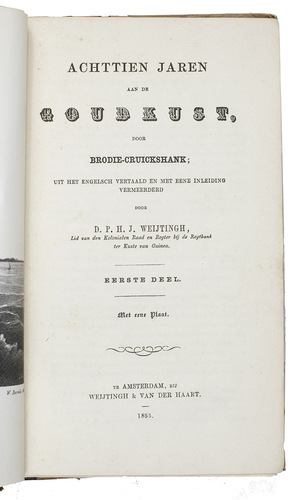 ACHTTIEN JAREN
AAN DE
GOUDKUST,
DOOR
BRODIE-CRUICKSHANK;
UIT HET ENGELSCH VERTAALD EN MET EENE INLEIDING
VERMEERDERD
DOOR
D. P. H. J. WEIJTINGH,
Lid van den Kolonialen Raad en Regter bij de Regtbank
ter Kuste van Guinea.
EERSTE DEEL.
Met eene Plaat.
TE AMSTERDAM, BIJ
WEIJTINGH & VAN DER HAART.
1855.